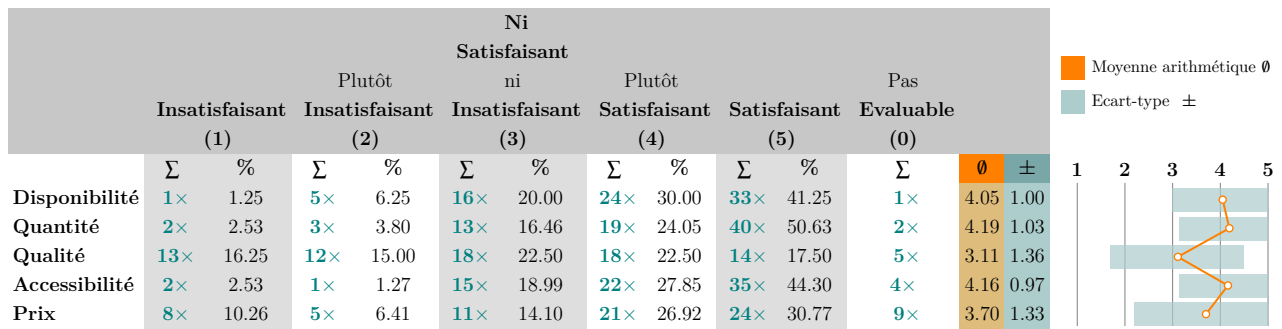 Ni
Satisfaisant
Plutôt ni Plutôt Pas
Insatisfaisant Insatisfaisant Insatisfaisant Satisfaisant Satisfaisant Evaluable
(1) (2) (3) (4) (5) (0)
Moyenne arithmétique ∅
Ecart-type ±
∑ % ∑ % ∑ % ∑ % ∑ % ∑ ∅ ± 1 2 3 4 5
Disponibilité 1× 1.25 5× 6.25 16× 20.00 24× 30.00 33× 41.25 1× 4.05 1.00
Quantité 2× 2.53 3× 3.80 13× 16.46 19× 24.05 40× 50.63 2× 4.19 1.03
Qualité 13× 16.25 12× 15.00 18× 22.50 18× 22.50 14× 17.50 5× 3.11 1.36
Accessibilité 2× 2.53 1× 1.27 15× 18.99 22× 27.85 35× 44.30 4× 4.16 0.97
Prix 8× 10.26 5× 6.41 11× 14.10 21× 26.92 24× 30.77 9× 3.70 1.33